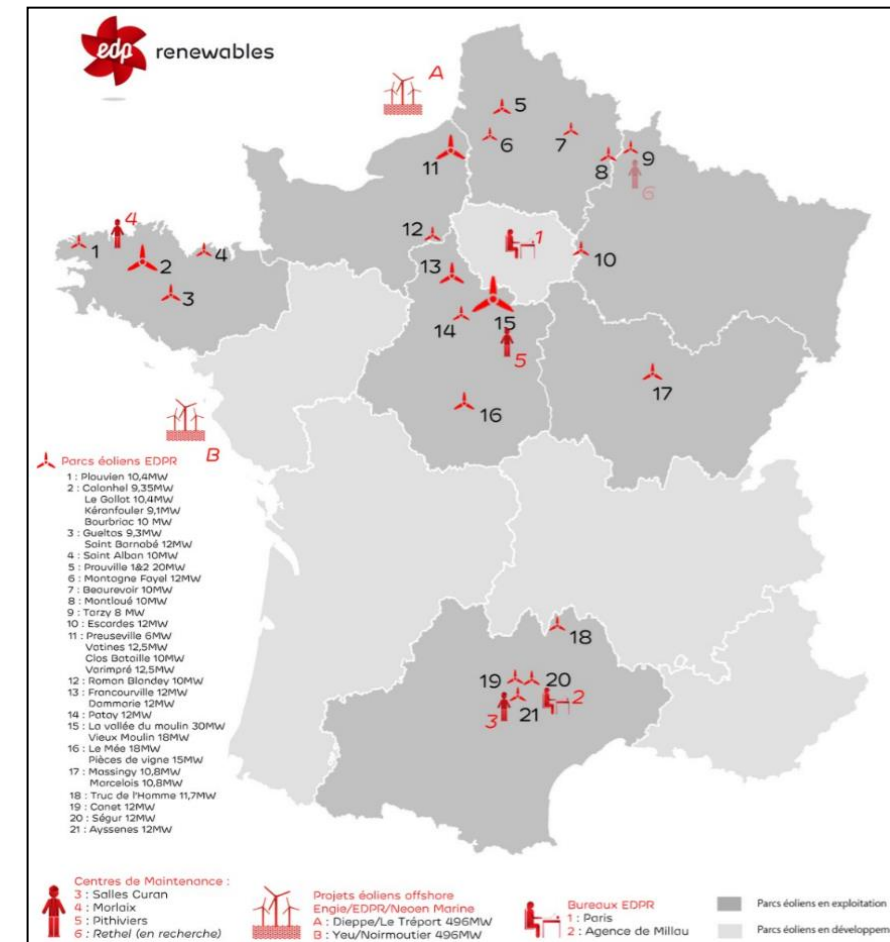 edp renewables
A
5
6
7
8
9
6
11
4
12
1
1
4
10
2
13
3
14
15
5
16
17
B
Parcs éoliens EDPR
1 : Plouvien 10,4MW
2 : Calanhel 9,35MW
Le Gollot 10,4MW
Kéranfouler 9,1MW
Bourbriac 10 MW
3 : Gueltas 9,3MW
Saint Barnabé 12MW
4 : Saint Alban 10MW
5 : Prouville 1&2 20MW
6 : Montagne Fayel 12MW
7 : Beaurevoir 10MW
8 : Montloué 10MW
9 : Tarzy 8 MW
10 : Escardes 12MW
11 : Preuseville 6MW
Vatines 12,5MW
Clos Bataille 10MW
Varimpré 12,5MW
12 : Roman Blandey 10MW
13 : Francourville 12MW
Dammarie 12MW
14 : Patay 12MW
15 : La vallée du moulin 30MW
Vieux Moulin 18MW
16 : Le Mée 18MW
Pièces de vigne 15MW
17 : Massingy 10,8MW
Marcelois 10,8MW
18 : Truc de l'Homme 11,7MW
19 : Canet 12MW
20 : Ségur 12MW
21 : Ayssenes 12MW
18
19
20
21
2
3
Centres de Maintenance :
3 : Salles Curan
4 : Morlaix
5 : Pithiviers
6 : Rethel (en recherche)
Projets éoliens offshore
Engie/EDPR/Neoen Marine
A : Dieppe/Le Tréport 496MW
B : Yeu/Noirmoutier 496MW
Bureaux EDPR
1 : Paris
2 : Agence de Millau
Parcs éoliens en exploitation
Parcs éoliens en développem